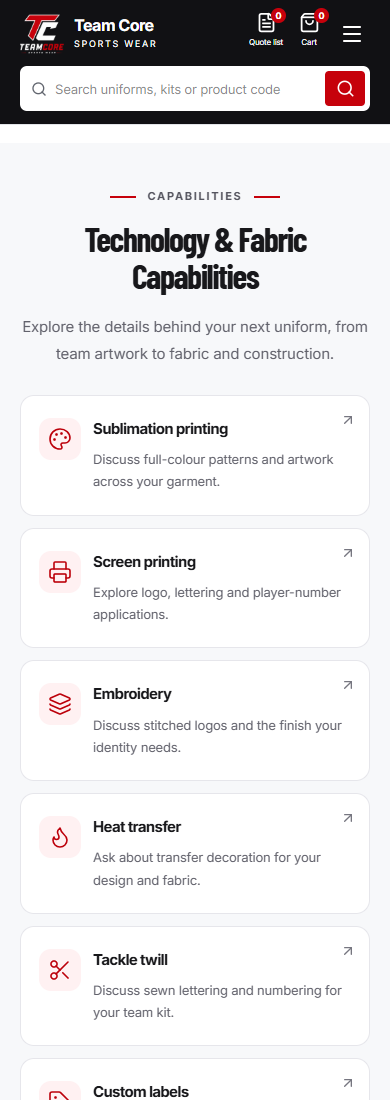 TC
TEAMCORE
Team Core
SPORTS WEAR
0
Quote list
0
Cart
Search uniforms, kits or product code
CAPABILITIES
Technology & Fabric
Capabilities
Explore the details behind your next uniform, from
team artwork to fabric and construction.
Sublimation printing
Discuss full-colour patterns and artwork
across your garment.
Screen printing
Explore logo, lettering and player-number
applications.
Embroidery
Discuss stitched logos and the finish your
identity needs.
Heat transfer
Ask about transfer decoration for your
design and fabric.
Tackle twill
Discuss sewn lettering and numbering for
your team kit.
Custom labels